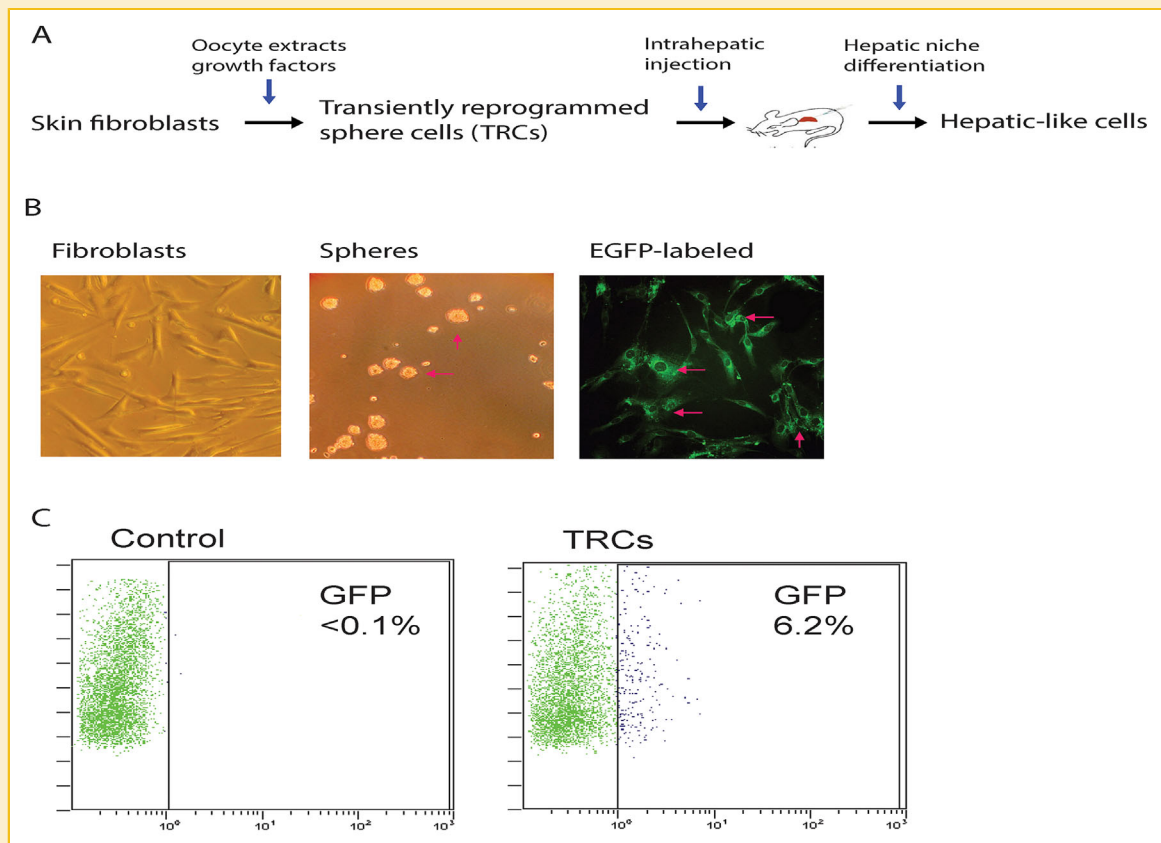 A
Oocyte extracts
growth factors
Intrahepatic
injection
Hepatic niche
differentiation
Skin fibroblasts
Transiently reprogrammed
sphere cells (TRCs)
Hepatic-like cells
B
Fibroblasts
Spheres
EGFP-labeled
C
Control
TRCs
GFP
<0.1%
GFP
6.2%
10⁰ 10¹ 10² 10³
10⁰ 10¹ 10² 10³